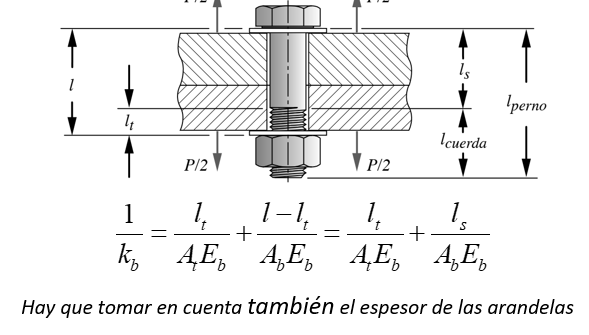 P/2 P/2
l
l_t
l_s
l_perno
l_cuerda
P/2 P/2
1/k_b = l_t/(A_t E_b) + (l − l_t)/(A_b E_b) = l_t/(A_t E_b) + l_s/(A_b E_b)
Hay que tomar en cuenta también el espesor de las arandelas